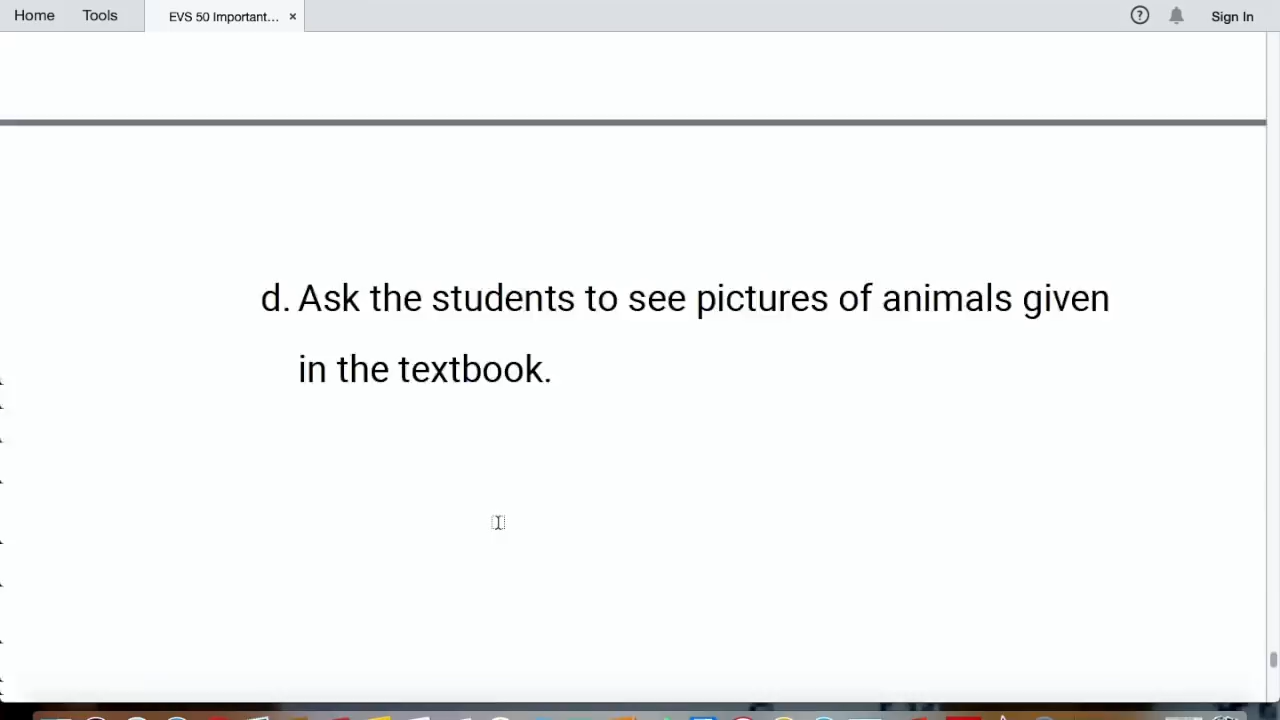 Home Tools EVS 50 Important... × ? Sign In
d. Ask the students to see pictures of animals given
in the textbook.